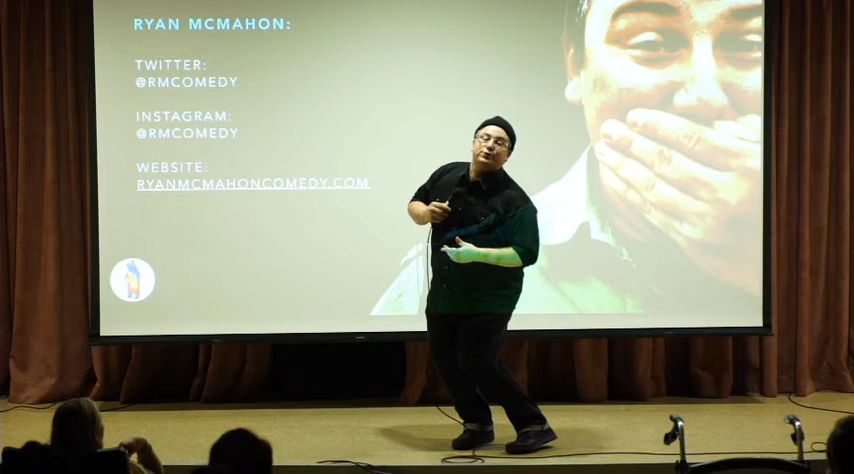 RYAN MCMAHON:
TWITTER:
@RMCOMEDY
INSTAGRAM:
@RMCOMEDY
WEBSITE:
RYANMCMAHONCOMEDY.COM